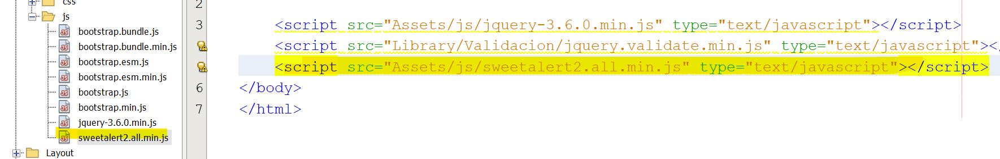 css
js
bootstrap.bundle.js
bootstrap.bundle.min.js
bootstrap.esm.js
bootstrap.esm.min.js
bootstrap.js
bootstrap.min.js
jquery-3.6.0.min.js
sweetalert2.all.min.js
Layout
2
3 <script src="Assets/js/jquery-3.6.0.min.js" type="text/javascript"></script>
<script src="Library/Validacion/jquery.validate.min.js" type="text/javascript"></
<script src="Assets/js/sweetalert2.all.min.js" type="text/javascript"></script>
6 </body>
7 </html>